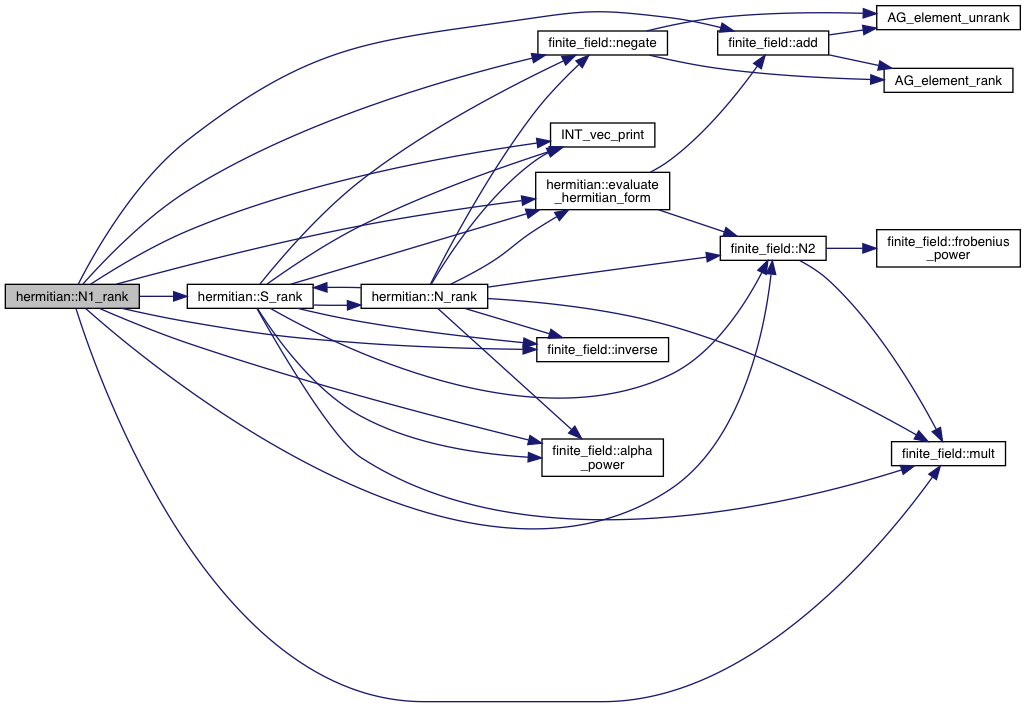 AG_element_unrank
finite_field::negate
finite_field::add
AG_element_rank
INT_vec_print
hermitian::evaluate
_hermitian_form
finite_field::N2
finite_field::frobenius
_power
hermitian::N1_rank
hermitian::S_rank
hermitian::N_rank
finite_field::inverse
finite_field::alpha
_power
finite_field::mult